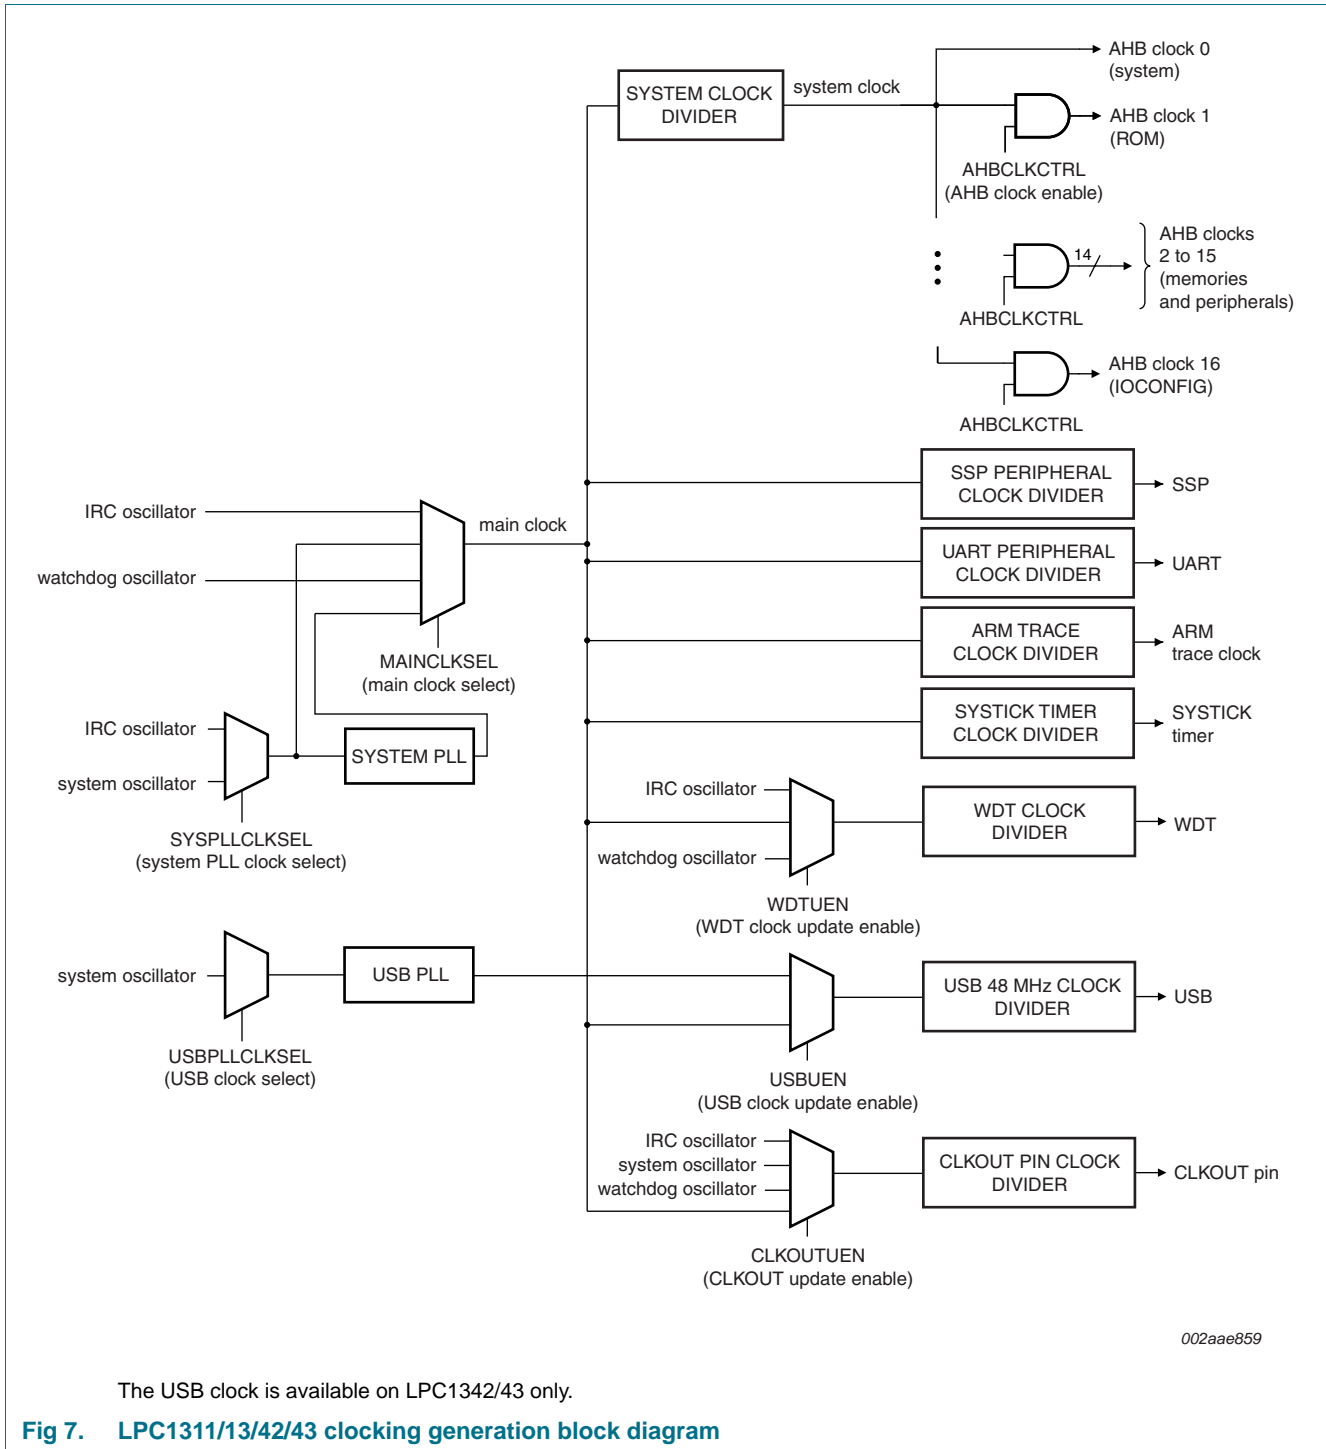 AHB clock 0
(system)
SYSTEM CLOCK
DIVIDER
system clock
AHB clock 1
(ROM)
AHBCLKCTRL
(AHB clock enable)
14
AHB clocks
2 to 15
(memories
and peripherals)
AHBCLKCTRL
AHB clock 16
(IOCONFIG)
AHBCLKCTRL
SSP PERIPHERAL
CLOCK DIVIDER
SSP
IRC oscillator
main clock
watchdog oscillator
UART PERIPHERAL
CLOCK DIVIDER
UART
MAINCLKSEL
(main clock select)
ARM TRACE
CLOCK DIVIDER
ARM
trace clock
IRC oscillator
system oscillator
SYSTEM PLL
SYSPLLCLKSEL
(system PLL clock select)
SYSTICK TIMER
CLOCK DIVIDER
SYSTICK
timer
IRC oscillator
watchdog oscillator
WDT CLOCK
DIVIDER
WDT
WDTUEN
(WDT clock update enable)
system oscillator
USB PLL
USBPLLCLKSEL
(USB clock select)
USB 48 MHz CLOCK
DIVIDER
USB
USBUEN
(USB clock update enable)
IRC oscillator
system oscillator
watchdog oscillator
CLKOUT PIN CLOCK
DIVIDER
CLKOUT pin
CLKOUTUEN
(CLKOUT update enable)
002aae859
The USB clock is available on LPC1342/43 only.
Fig 7. LPC1311/13/42/43 clocking generation block diagram